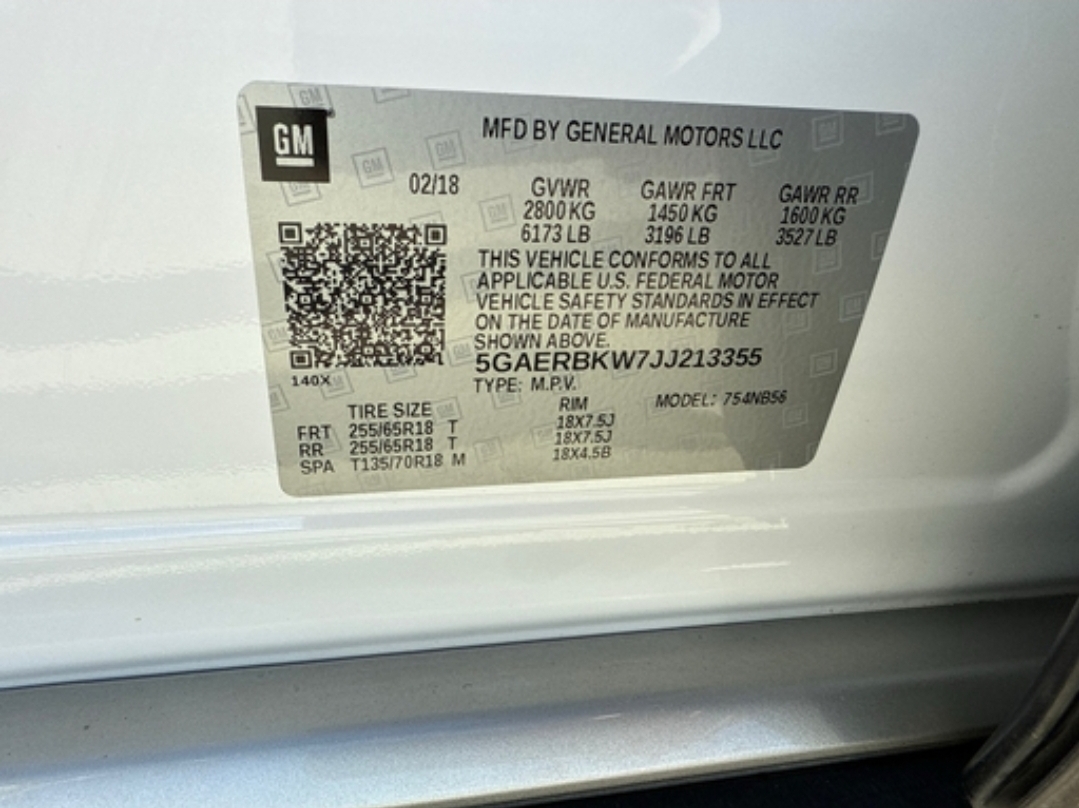 GM
MFD BY GENERAL MOTORS LLC
02/18 GVWR GAWR FRT GAWR RR
2800 KG 1450 KG 1600 KG
6173 LB 3196 LB 3527 LB
THIS VEHICLE CONFORMS TO ALL
APPLICABLE U.S. FEDERAL MOTOR
VEHICLE SAFETY STANDARDS IN EFFECT
ON THE DATE OF MANUFACTURE
SHOWN ABOVE.
5GAERBKW7JJ213355
140X
TYPE: M.P.V. MODEL: 754NB56
TIRE SIZE RIM
FRT 255/65R18 T 18X7.5J
RR 255/65R18 T 18X7.5J
SPA T135/70R18 M 18X4.5B